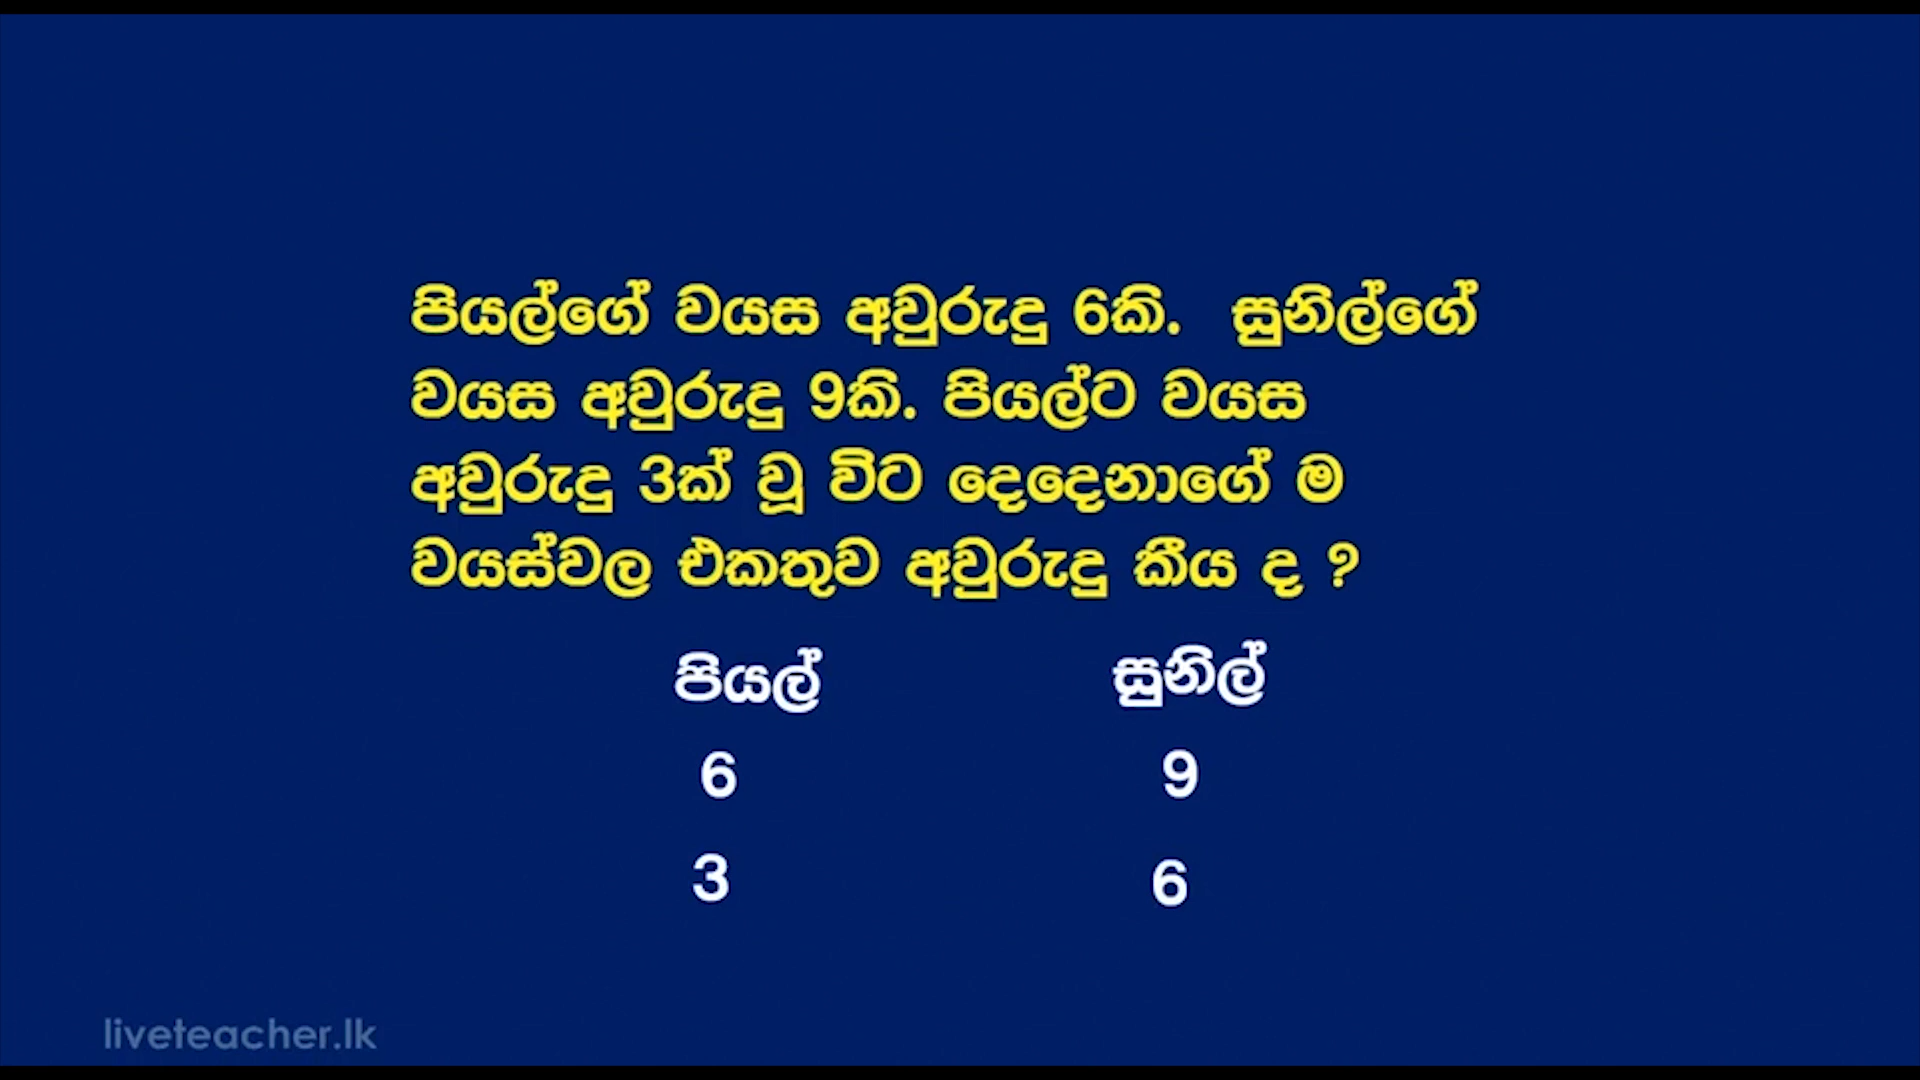 පියල්ගේ වයස අවුරුදු 6කි. සුනිල්ගේ
වයස අවුරුදු 9කි. පියල්ට වයස
අවුරුදු 3ක් වූ විට දෙදෙනාගේ ම
වයස්වල එකතුව අවුරුදු කීය ද ?
පියල් සුනිල්
6 9
3 6
liveteacher.lk